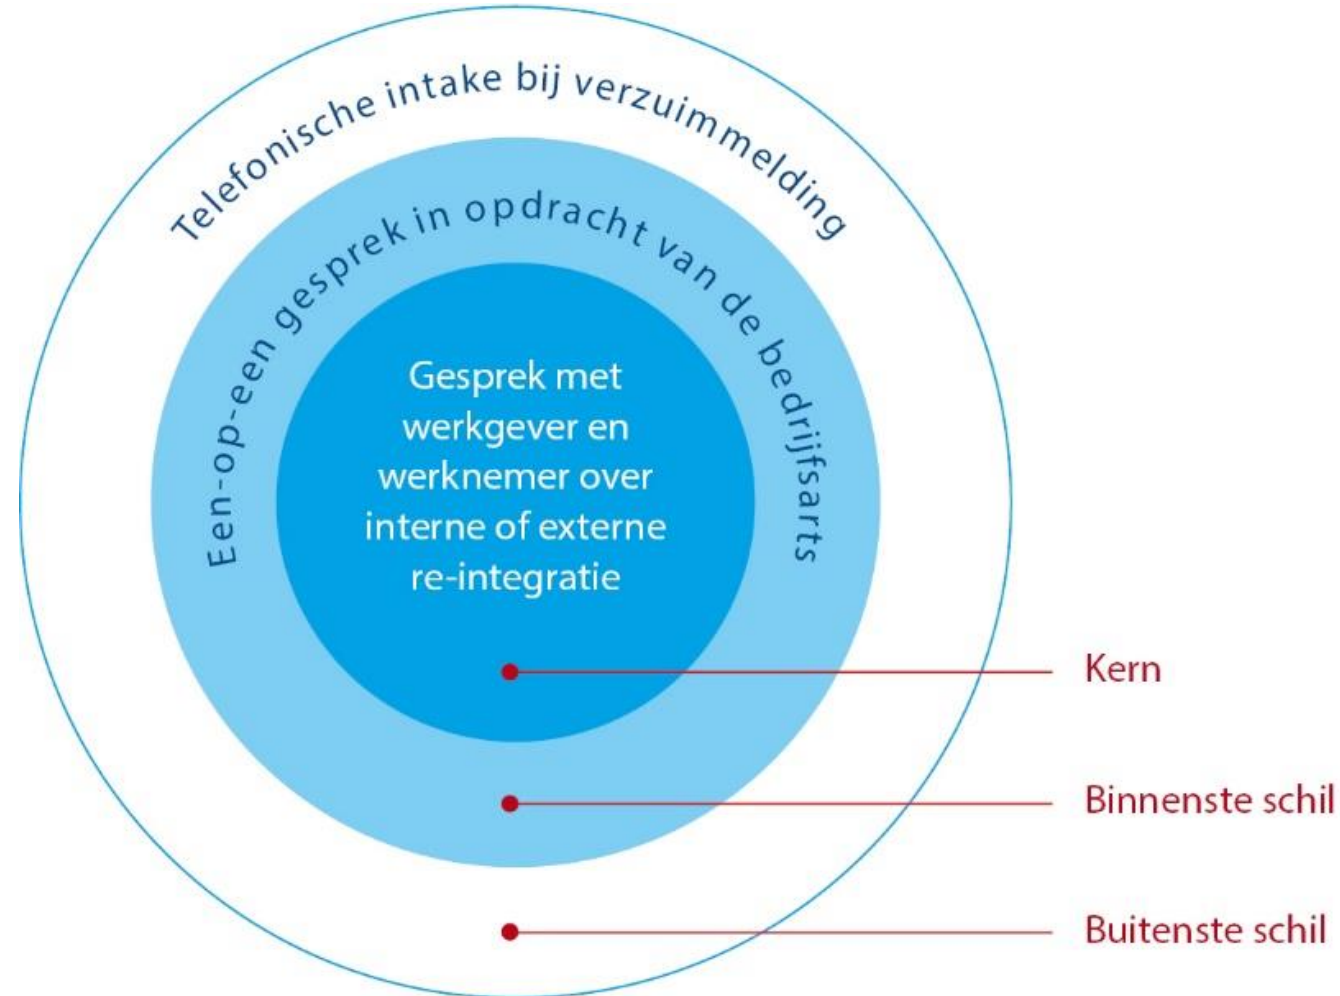 Telefonische intake bij verzuimmelding
Een-op-een gesprek in opdracht van de bedrijfsarts
Gesprek met
werkgever en
werknemer over
interne of externe
re-integratie
Kern
Binnenste schil
Buitenste schil